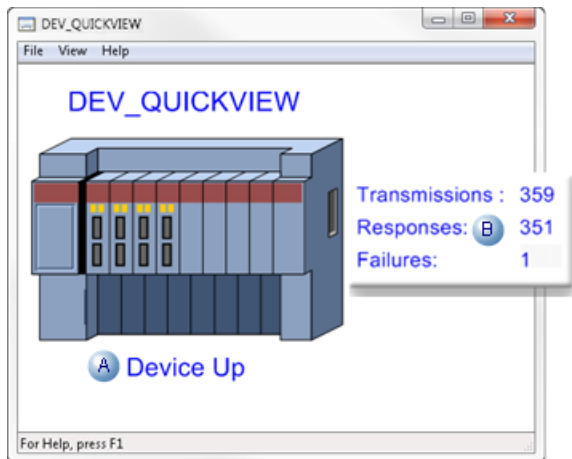 DEV_QUICKVIEW
File View Help
DEV_QUICKVIEW
Transmissions : 359
Responses: B 351
Failures: 1
A Device Up
For Help, press F1